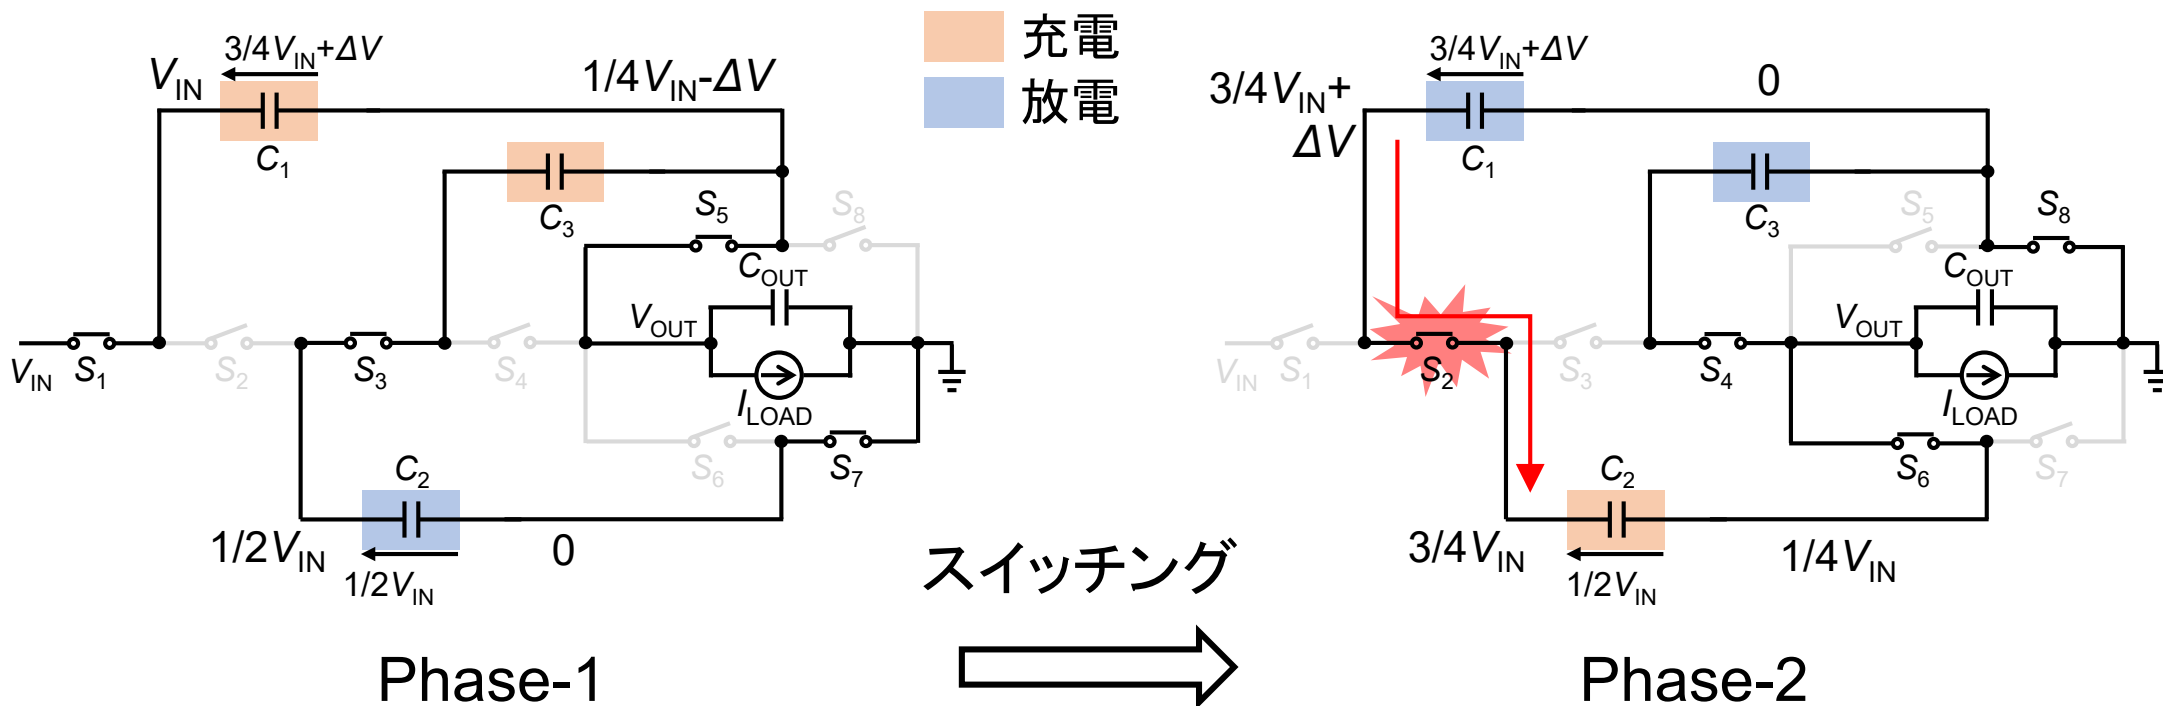 充電
放電
3/4VIN+ΔV
VIN
1/4VIN-ΔV
C1
C3
S5
S8
COUT
VOUT
VIN
S1
S2
S3
S4
ILOAD
S6
S7
C2
1/2VIN
0
1/2VIN
Phase-1
スイッチング
3/4VIN+ΔV
3/4VIN+
ΔV
0
C1
C3
S5
S8
COUT
VOUT
VIN
S1
S2
S3
S4
ILOAD
S6
S7
C2
3/4VIN
1/4VIN
1/2VIN
Phase-2